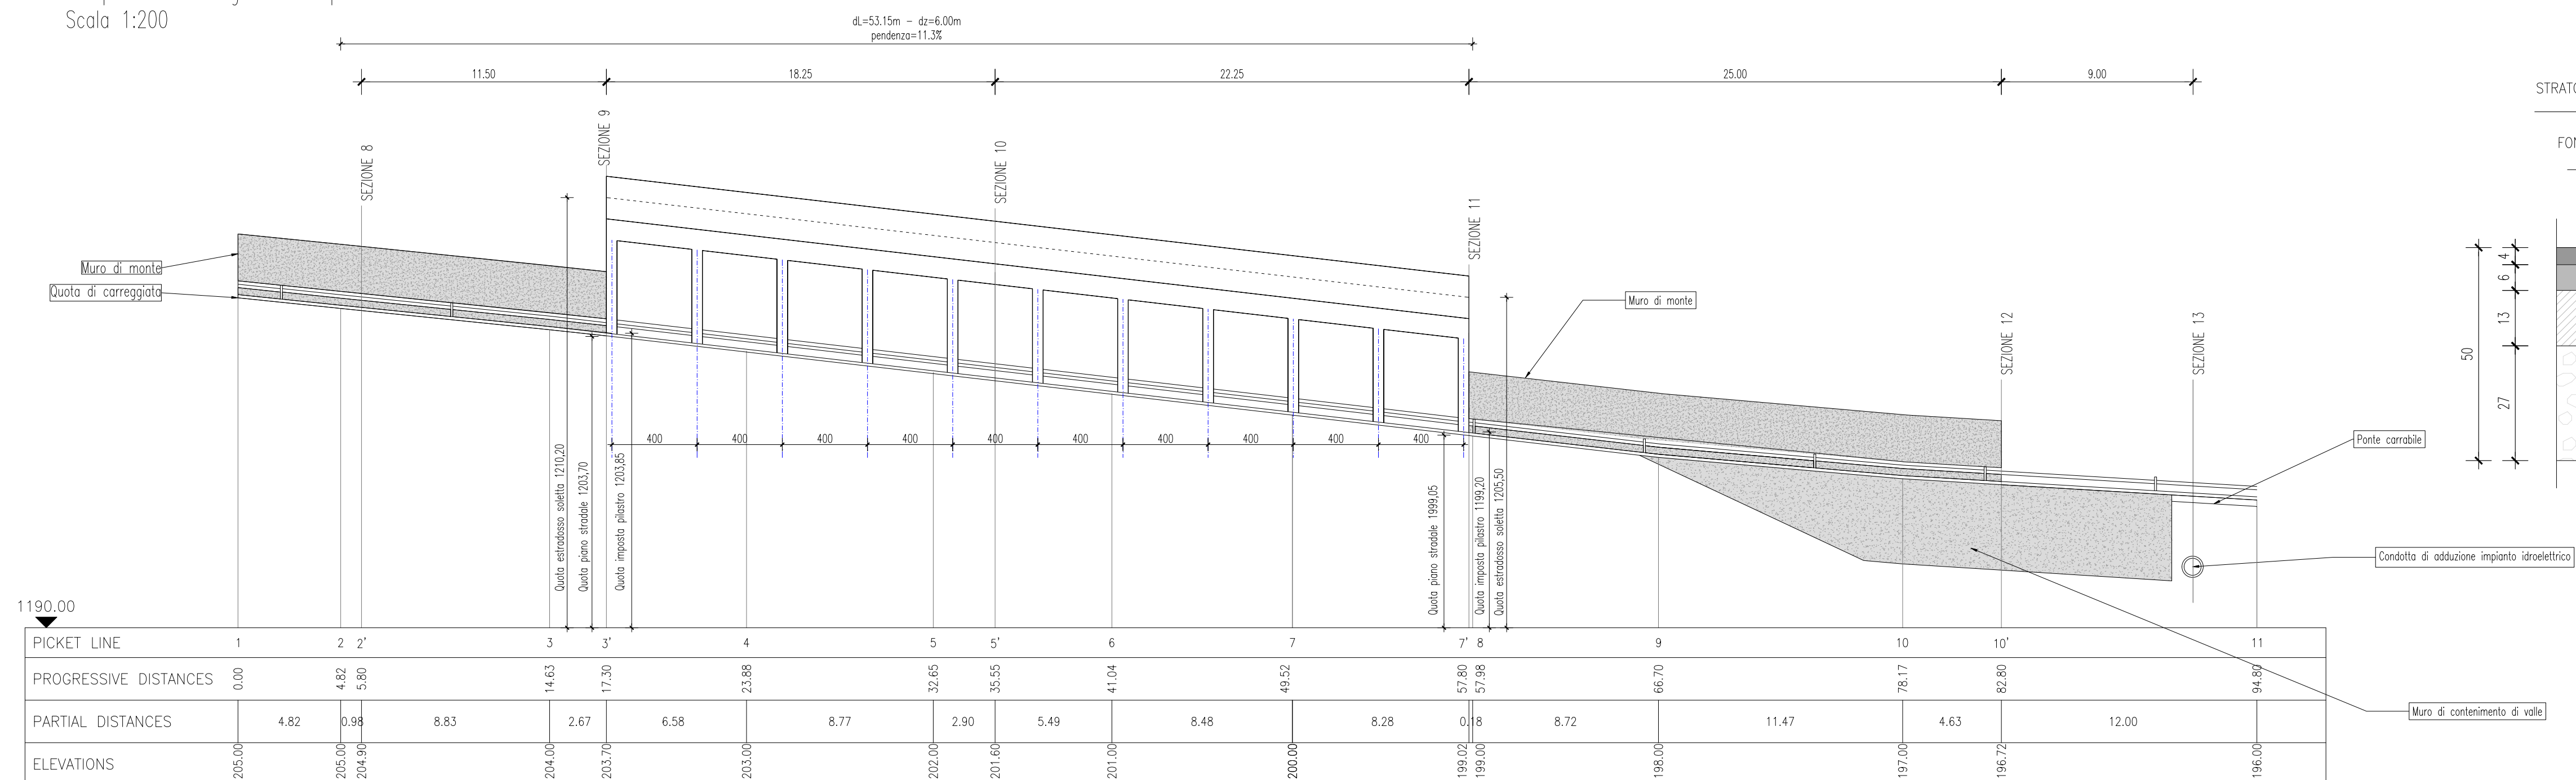 Scala 1:200
dL=53.15m - dz=6.00m
pendenza=11.3%
11.50
18.25
22.25
25.00
9.00
SEZIONE 8
SEZIONE 9
SEZIONE 10
SEZIONE 11
SEZIONE 12
SEZIONE 13
STRATO
FON
Muro di monte
Quota di carreggiata
Muro di monte
Ponte carrabile
Condotta di adduzione impianto idroelettrico
Muro di contenimento di valle
400 400 400 400 400 400 400 400 400 400
Quota estradosso soletta 1210,20
Quota piano stradale 1203,70
Quota imposta pilastro 1203,85
Quota piano stradale 1999,05
Quota imposta pilastro 1199,20
Quota estradosso soletta 1205,50
50
4
6
13
27
1190.00
PICKET LINE 1 2 2' 3 3' 4 5 5' 6 7 7' 8 9 10 10' 11
PROGRESSIVE DISTANCES 0.00 4.82 5.80 14.63 17.30 23.88 32.65 35.55 41.04 49.52 57.80 57.98 66.70 78.17 82.80 94.80
PARTIAL DISTANCES 4.82 0.98 8.83 2.67 6.58 8.77 2.90 5.49 8.48 8.28 0.18 8.72 11.47 4.63 12.00
ELEVATIONS 205.00 205.00 204.90 204.00 203.70 203.00 202.00 201.60 201.00 200.00 199.02 199.00 198.00 197.00 196.72 196.00